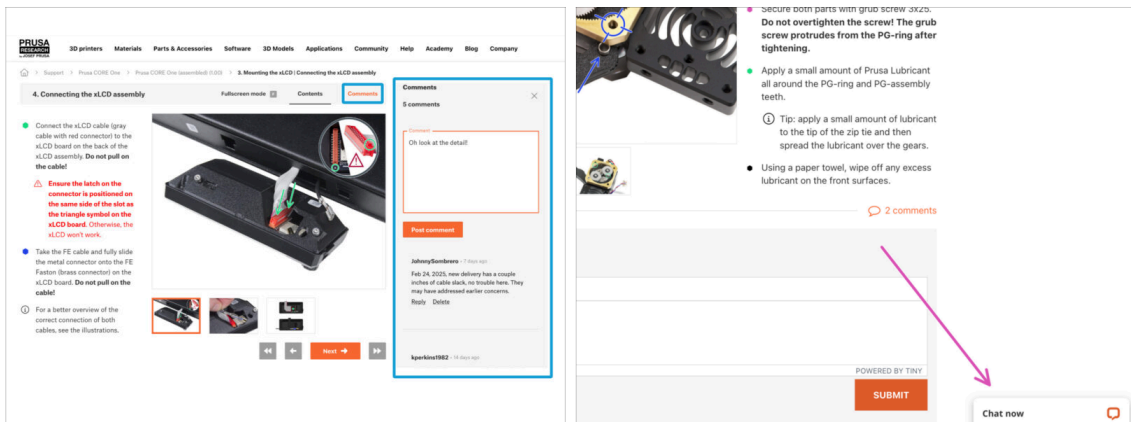 PRUSA
RESEARCH
by JOSEF PRUSA
3D printers Materials Parts & Accessories Software 3D Models Applications Community Help Academy Blog Company
> Support > Prusa CORE One > Prusa CORE One (assembled) (1.00) > 3. Mounting the xLCD | Connecting the xLCD assembly
4. Connecting the xLCD assembly
Fullscreen mode
Contents
Comments
Connect the xLCD cable (gray
cable with red connector) to the
xLCD board on the back of the
xLCD assembly. Do not pull on
the cable!
Ensure the latch on the
connector is positioned on
the same side of the slot as
the triangle symbol on the
xLCD board. Otherwise, the
xLCD won't work.
Take the FE cable and fully slide
the metal connector onto the FE
Faston (brass connector) on the
xLCD board. Do not pull on the
cable!
For a better overview of the
correct connection of both
cables, see the illustrations.
Next
Comments
5 comments
Comment
Oh look at the detail!
Post comment
JohnnySombrero - 7 days ago
Feb 24, 2025, new delivery has a couple
inches of cable slack, no trouble here. They
may have addressed earlier concerns.
Reply Delete
kperkins1982 - 14 days ago
Secure both parts with grub screw 3x25.
Do not overtighten the screw! The grub
screw protrudes from the PG-ring after
tightening.
Apply a small amount of Prusa Lubricant
all around the PG-ring and PG-assembly
teeth.
Tip: apply a small amount of lubricant
to the tip of the zip tie and then
spread the lubricant over the gears.
Using a paper towel, wipe off any excess
lubricant on the front surfaces.
2 comments
POWERED BY TINY
SUBMIT
Chat now